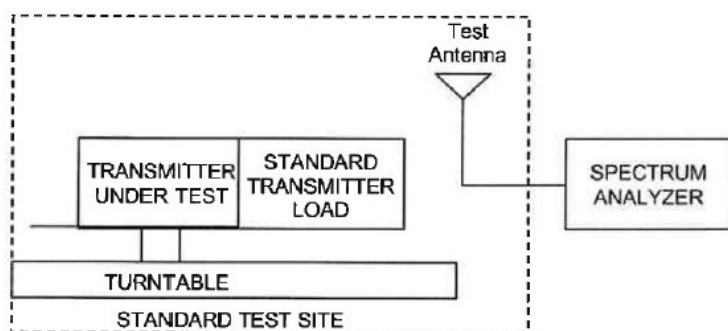 Test
Antenna
TRANSMITTER
UNDER TEST
STANDARD
TRANSMITTER
LOAD
SPECTRUM
ANALYZER
TURNTABLE
STANDARD TEST SITE